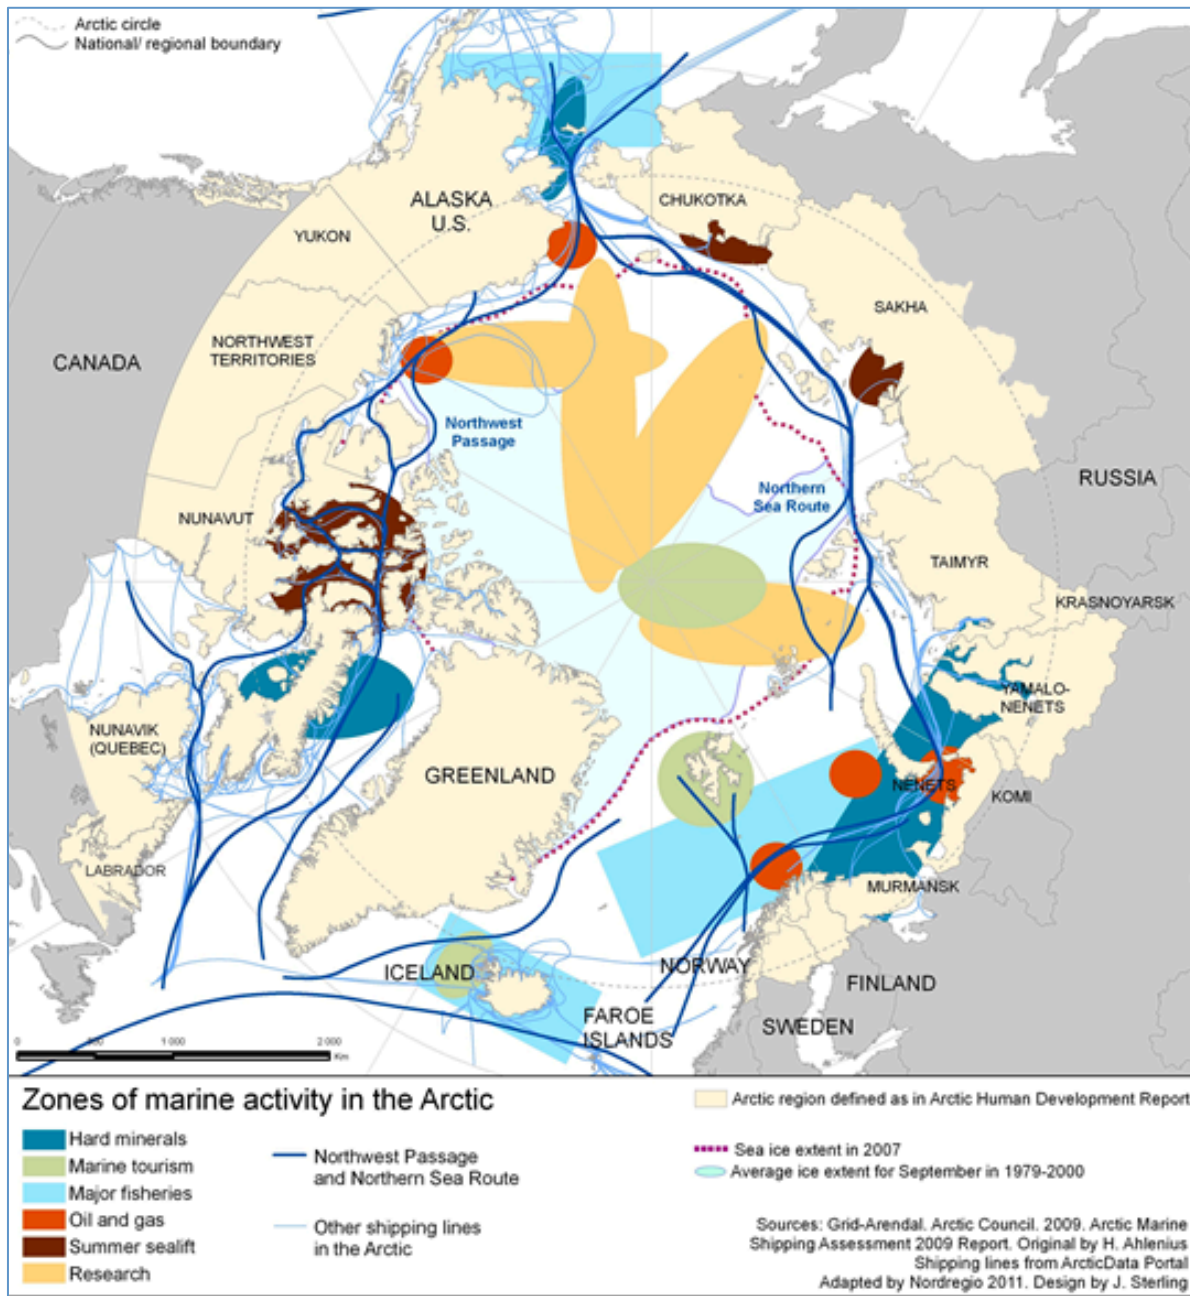 Arctic circle
National/ regional boundary
ALASKA
U.S.
CHUKOTKA
YUKON
SAKHA
NORTHWEST
TERRITORIES
CANADA
Northwest
Passage
RUSSIA
Northern
Sea Route
NUNAVUT
TAIMYR
KRASNOYARSK
YAMALO-
NENETS
NUNAVIK
(QUEBEC)
GREENLAND
NENETS
KOMI
LABRADOR
MURMANSK
ICELAND
NORWAY
FINLAND
FAROE
ISLANDS
SWEDEN
0 1 000 2 000
Km
Zones of marine activity in the Arctic
Hard minerals
Marine tourism
Major fisheries
Oil and gas
Summer sealift
Research
Northwest Passage
and Northern Sea Route
Other shipping lines
in the Arctic
Arctic region defined as in Arctic Human Development Report
Sea ice extent in 2007
Average ice extent for September in 1979-2000
Sources: Grid-Arendal. Arctic Council. 2009. Arctic Marine
Shipping Assessment 2009 Report. Original by H. Ahlenius
Shipping lines from ArcticData Portal
Adapted by Nordregio 2011. Design by J. Sterling